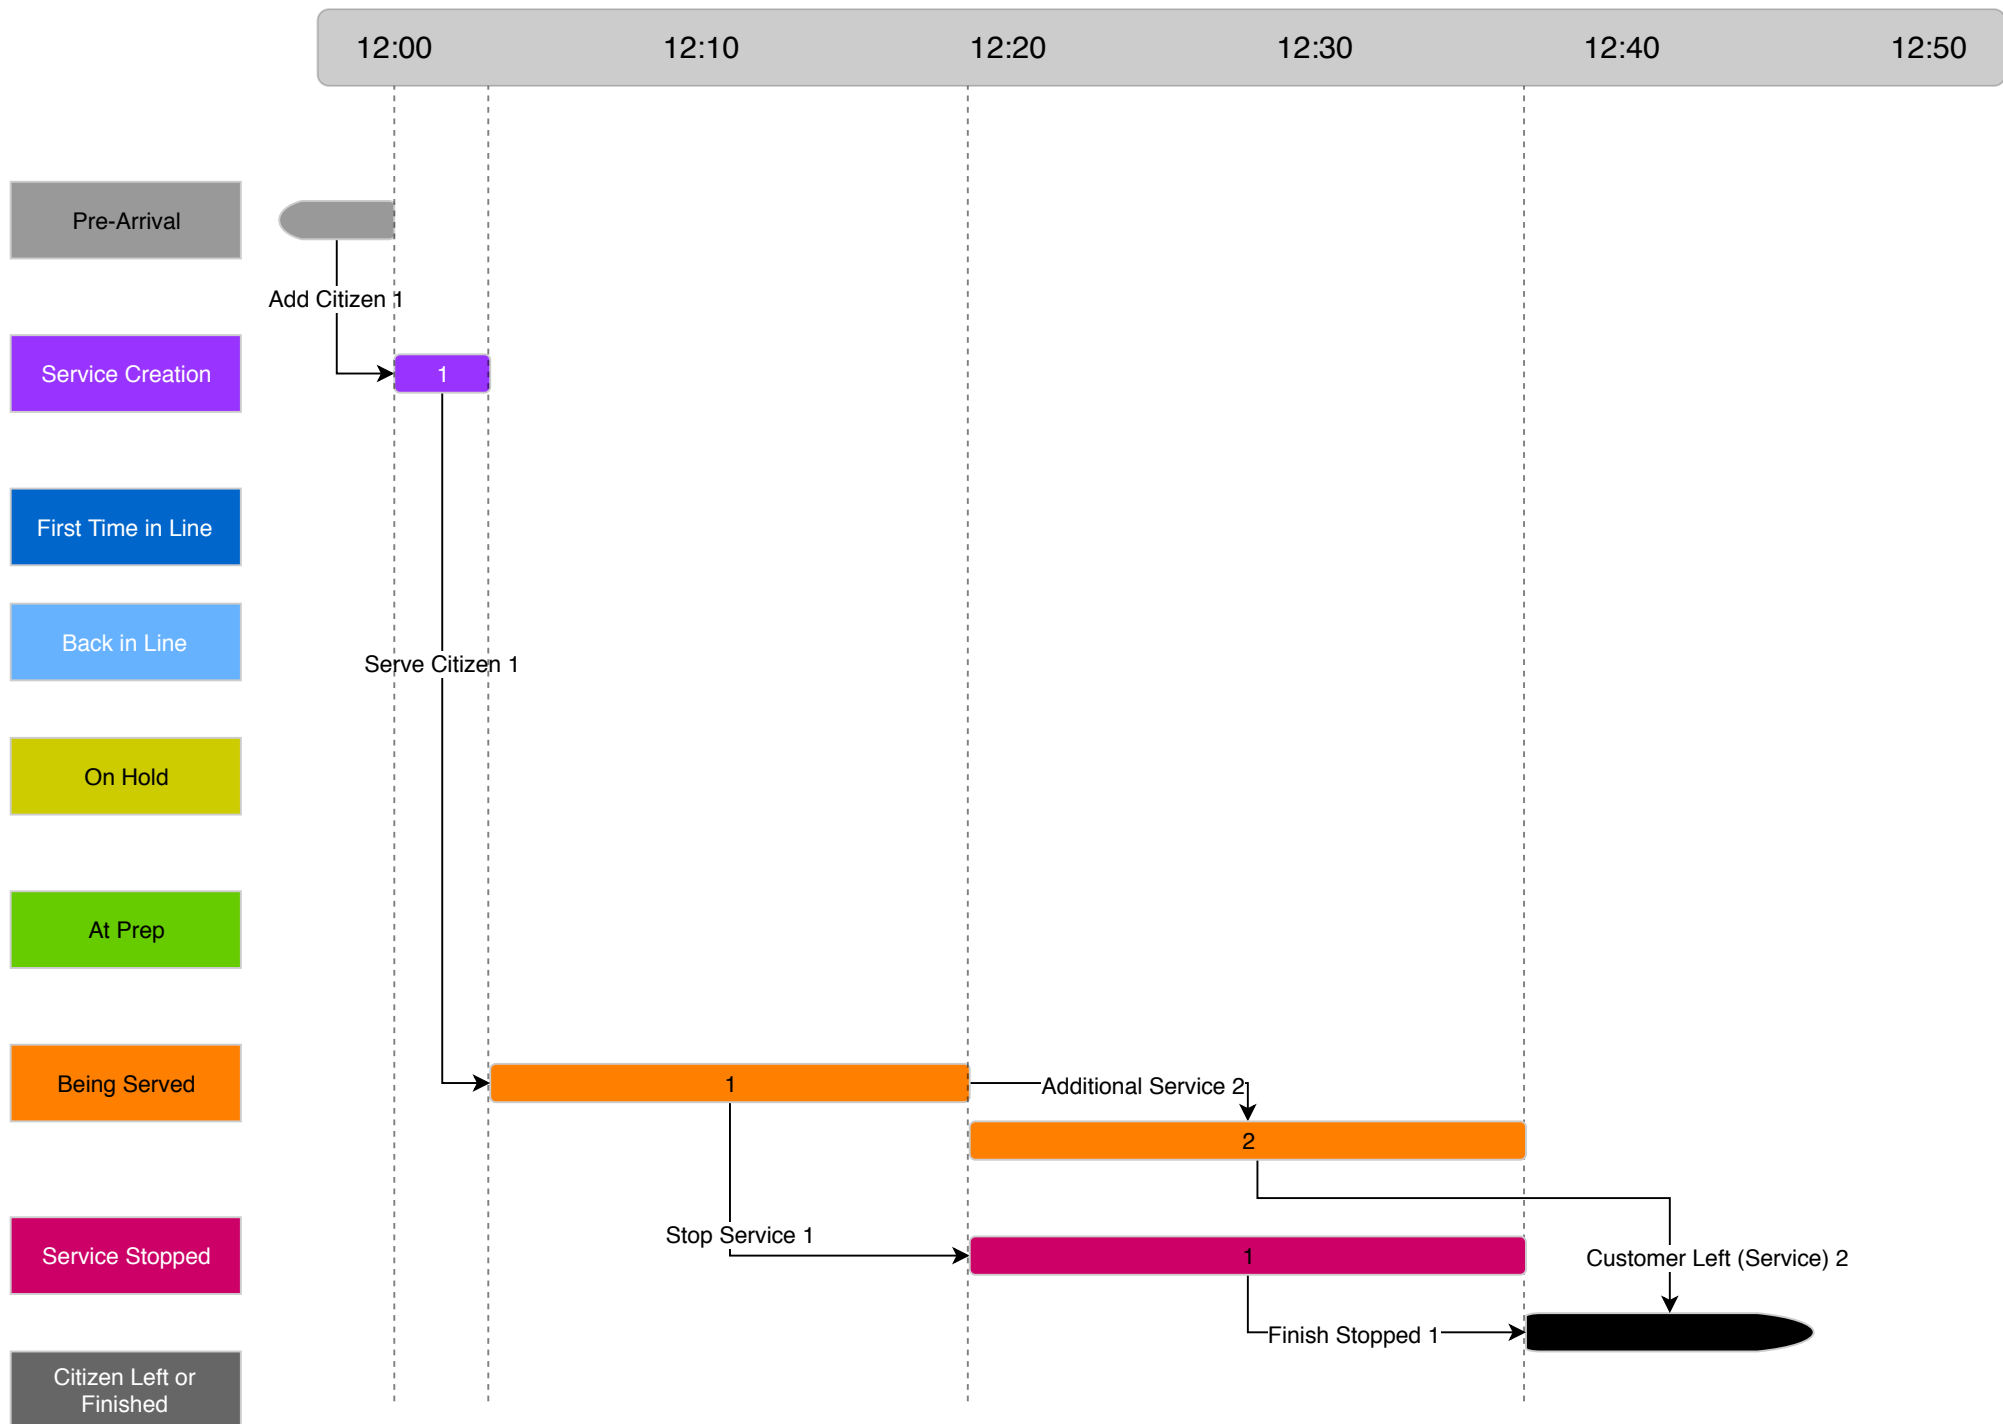 12:00 12:10 12:20 12:30 12:40 12:50
Pre-Arrival
Add Citizen 1
Service Creation
1
First Time in Line
Back in Line
Serve Citizen 1
On Hold
At Prep
Being Served
1
Additional Service 2
2
Stop Service 1
Service Stopped
1
Customer Left (Service) 2
Finish Stopped 1
Citizen Left or
Finished